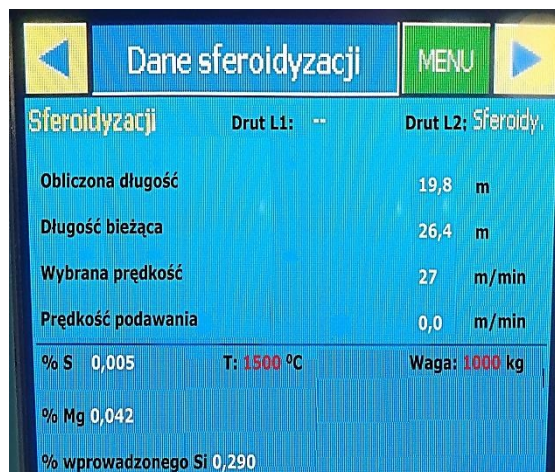 Dane sferoidyzacji MENU
Sferoidyzacji Drut L1: -- Drut L2: Sferoidy.
Obliczona długość 19,8 m
Długość bieżąca 26,4 m
Wybrana prędkość 27 m/min
Prędkość podawania 0,0 m/min
% S 0,005 T: 1500 ºC Waga: 1000 kg
% Mg 0,042
% wprowadzonego Si 0,290